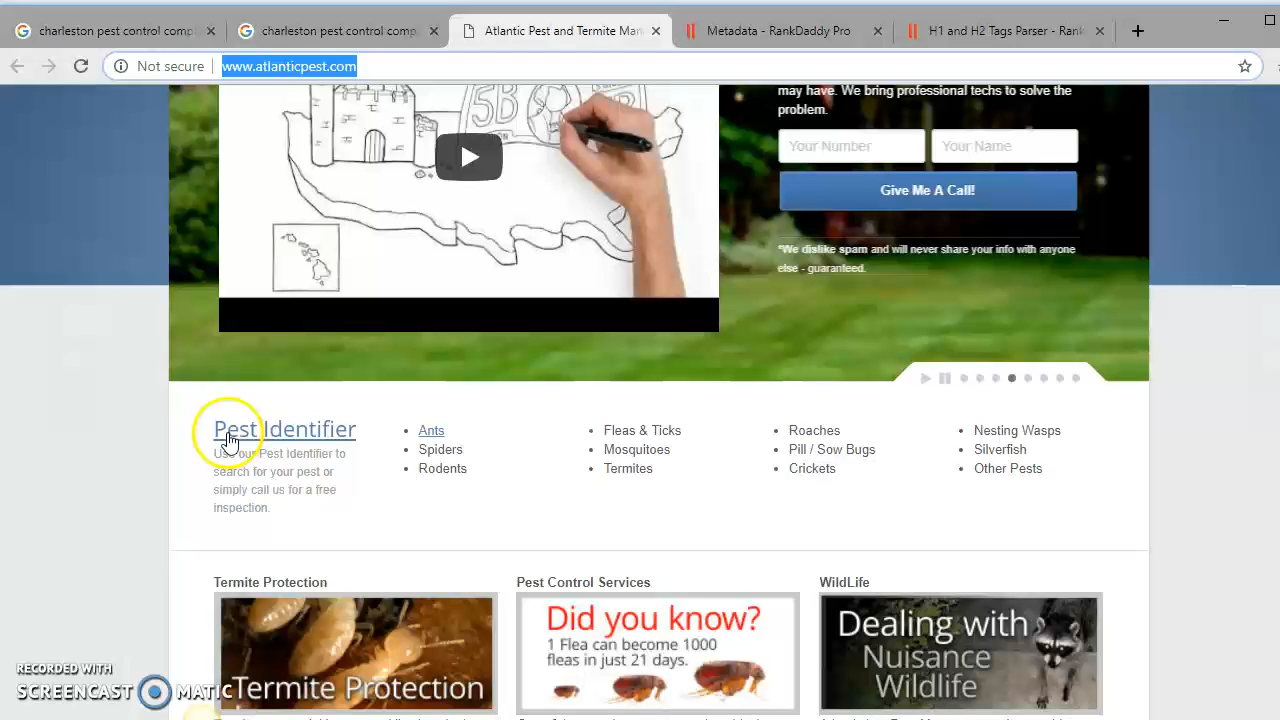 charleston pest control comp
charleston pest control comp
Atlantic Pest and Termite Man
Metadata - RankDaddy Pro
H1 and H2 Tags Parser - Rank
Not secure
www.atlanticpest.com
SB
may have. We bring professional techs to solve the
problem.
Your Number
Your Name
Give Me A Call!
*We dislike spam and will never share your info with anyone
else - guaranteed.
Pest Identifier
Use our Pest Identifier to
search for your pest or
simply call us for a free
inspection.
Ants
Spiders
Rodents
Fleas & Ticks
Mosquitoes
Termites
Roaches
Pill / Sow Bugs
Crickets
Nesting Wasps
Silverfish
Other Pests
Termite Protection
Pest Control Services
WildLife
Termite Protection
Did you know?
1 Flea can become 1000
fleas in just 21 days.
Dealing with
Nuisance
Wildlife
RECORDED WITH
SCREENCAST MATIC